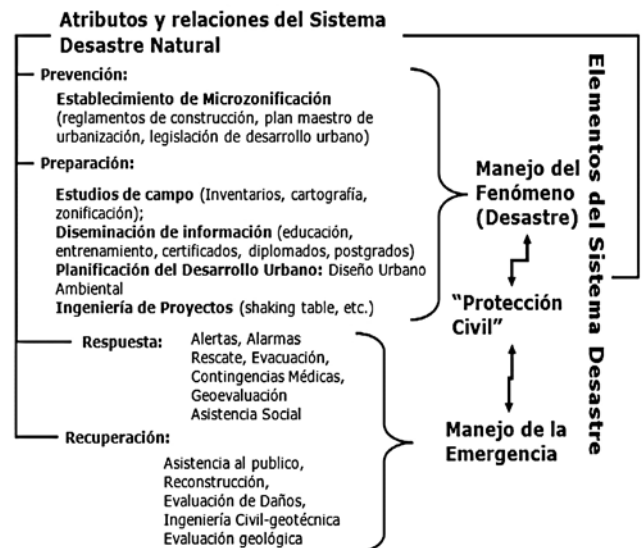 Atributos y relaciones del Sistema
Desastre Natural
Prevención:
Establecimiento de Microzonificación
(reglamentos de construcción, plan maestro de
urbanización, legislación de desarrollo urbano)
Preparación:
Estudios de campo (Inventarios, cartografía,
zonificación);
Diseminación de información (educación,
entrenamiento, certificados, diplomados, postgrados)
Planificación del Desarrollo Urbano: Diseño Urbano
Ambiental
Ingeniería de Proyectos (shaking table, etc.)
Respuesta:
Alertas, Alarmas
Rescate, Evacuación,
Contingencias Médicas,
Geoevaluación
Asistencia Social
Recuperación:
Asistencia al publico,
Reconstrucción,
Evaluación de Daños,
Ingeniería Civil-geotécnica
Evaluación geológica
Manejo del
Fenómeno
(Desastre)
“Protección
Civil”
Manejo de la
Emergencia
Elementos del Sistema Desastre